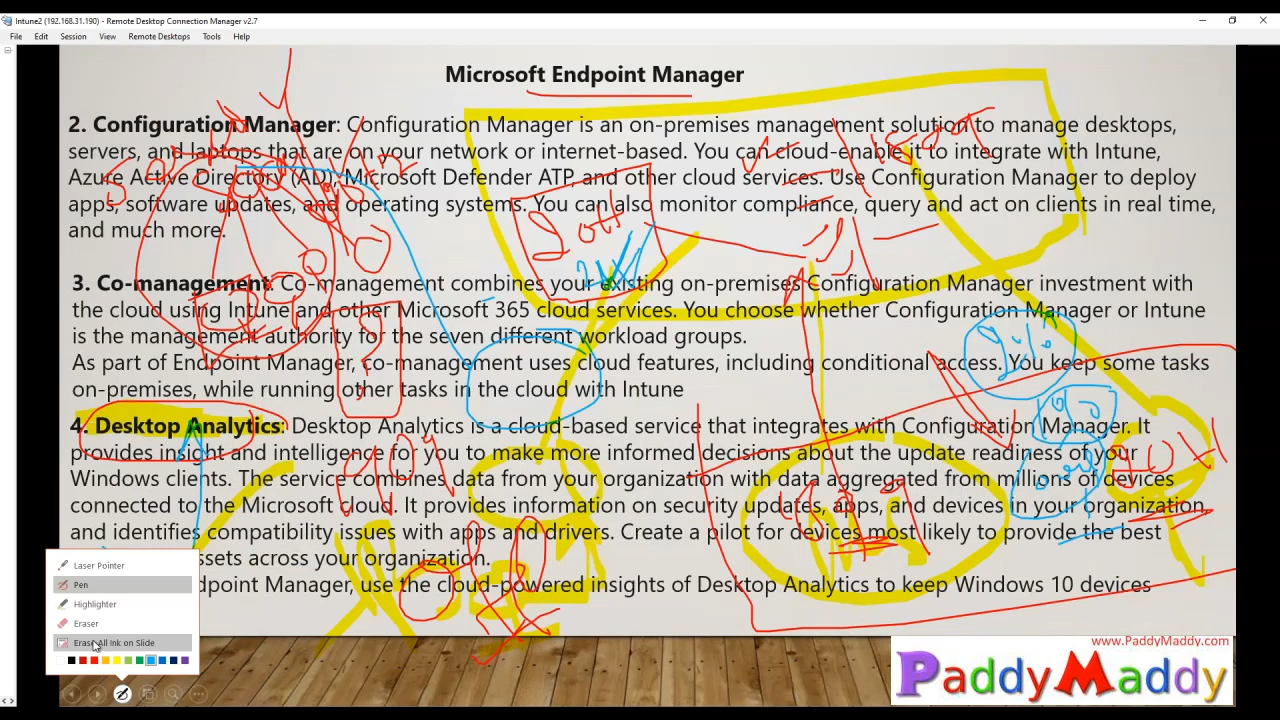 Intune2 (192.168.31.190) - Remote Desktop Connection Manager v2.7
File Edit Session View Remote Desktops Tools Help
Microsoft Endpoint Manager
2. Configuration Manager: Configuration Manager is an on-premises management solution to manage desktops,
servers, and laptops that are on your network or internet-based. You can cloud-enable it to integrate with Intune,
Azure Active Directory (AD), Microsoft Defender ATP, and other cloud services. Use Configuration Manager to deploy
apps, software updates, and operating systems. You can also monitor compliance, query and act on clients in real time,
and much more.
3. Co-management: Co-management combines your existing on-premises Configuration Manager investment with
the cloud using Intune and other Microsoft 365 cloud services. You choose whether Configuration Manager or Intune
is the management authority for the seven different workload groups.
As part of Endpoint Manager, co-management uses cloud features, including conditional access. You keep some tasks
on-premises, while running other tasks in the cloud with Intune
4. Desktop Analytics: Desktop Analytics is a cloud-based service that integrates with Configuration Manager. It
provides insight and intelligence for you to make more informed decisions about the update readiness of your
Windows clients. The service combines data from your organization with data aggregated from millions of devices
connected to the Microsoft cloud. It provides information on security updates, apps, and devices in your organization,
and identifies compatibility issues with apps and drivers. Create a pilot for devices most likely to provide the best
ssets across your organization.
dpoint Manager, use the cloud-powered insights of Desktop Analytics to keep Windows 10 devices
Laser Pointer
Pen
Highlighter
Eraser
Erase All Ink on Slide
www.PaddyMaddy.com
PaddyMaddy